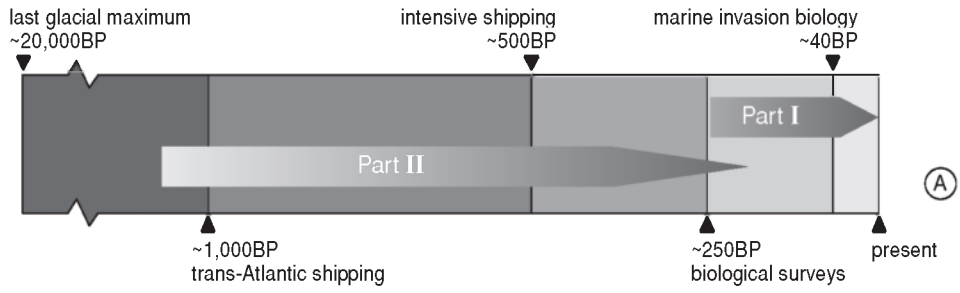 last glacial maximum
~20,000BP
intensive shipping
~500BP
marine invasion biology
~40BP
Part I
Part II
A
~1,000BP
trans-Atlantic shipping
~250BP
biological surveys
present